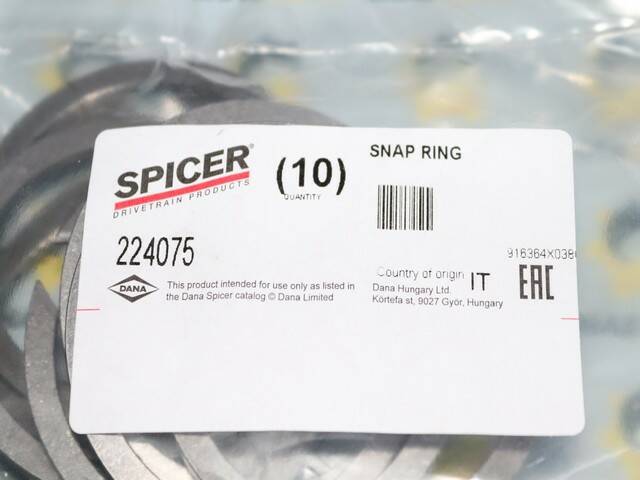 SPICER
DRIVETRAIN PRODUCTS
(10)
QUANTITY
SNAP RING
224075
DANA
This product intended for use only as listed in
the Dana Spicer catalog © Dana Limited
Country of origin IT
Dana Hungary Ltd.
Körtefa st, 9027 Győr, Hungary
EAC